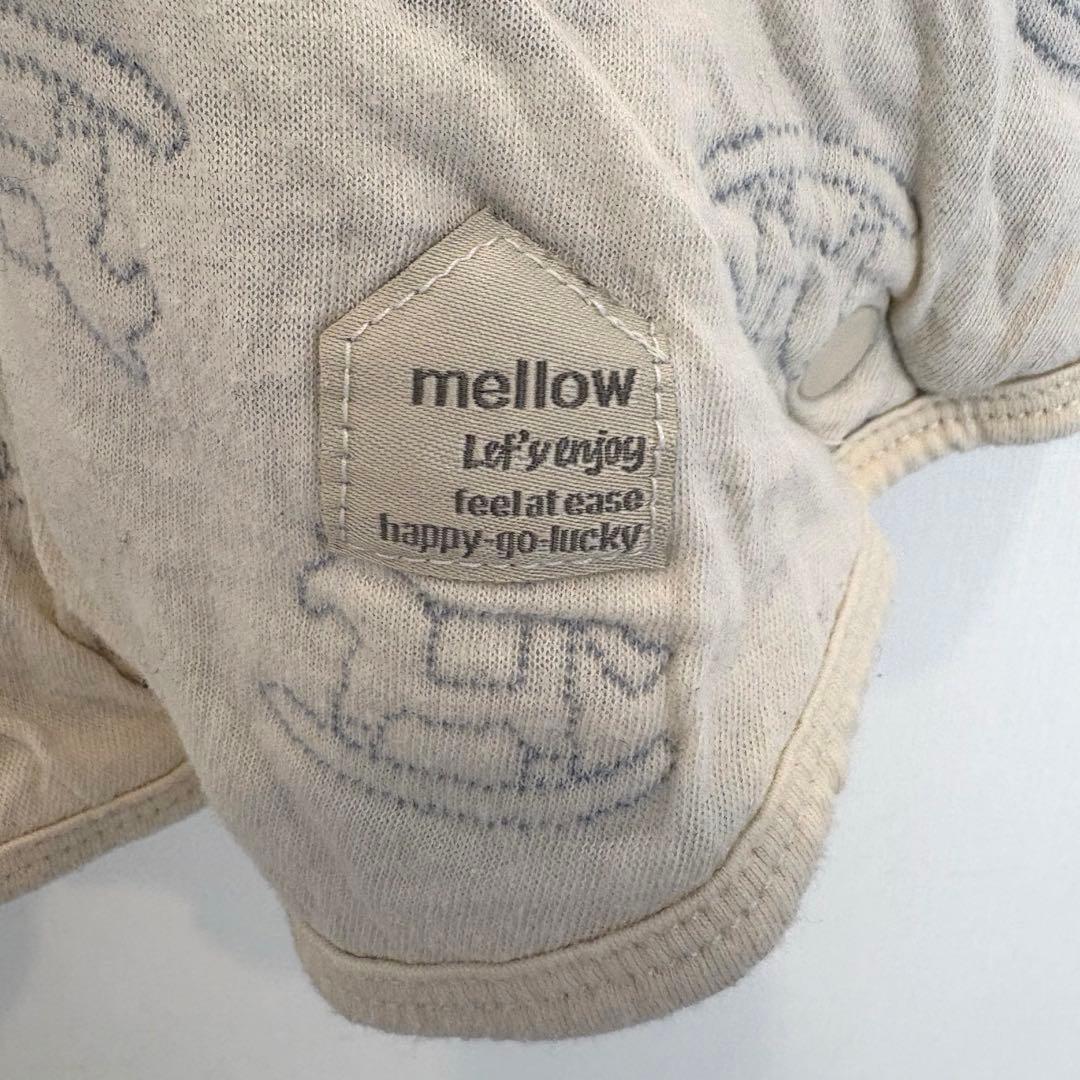 mellow
Let'y enjoy
feel at ease
happy-go-lucky